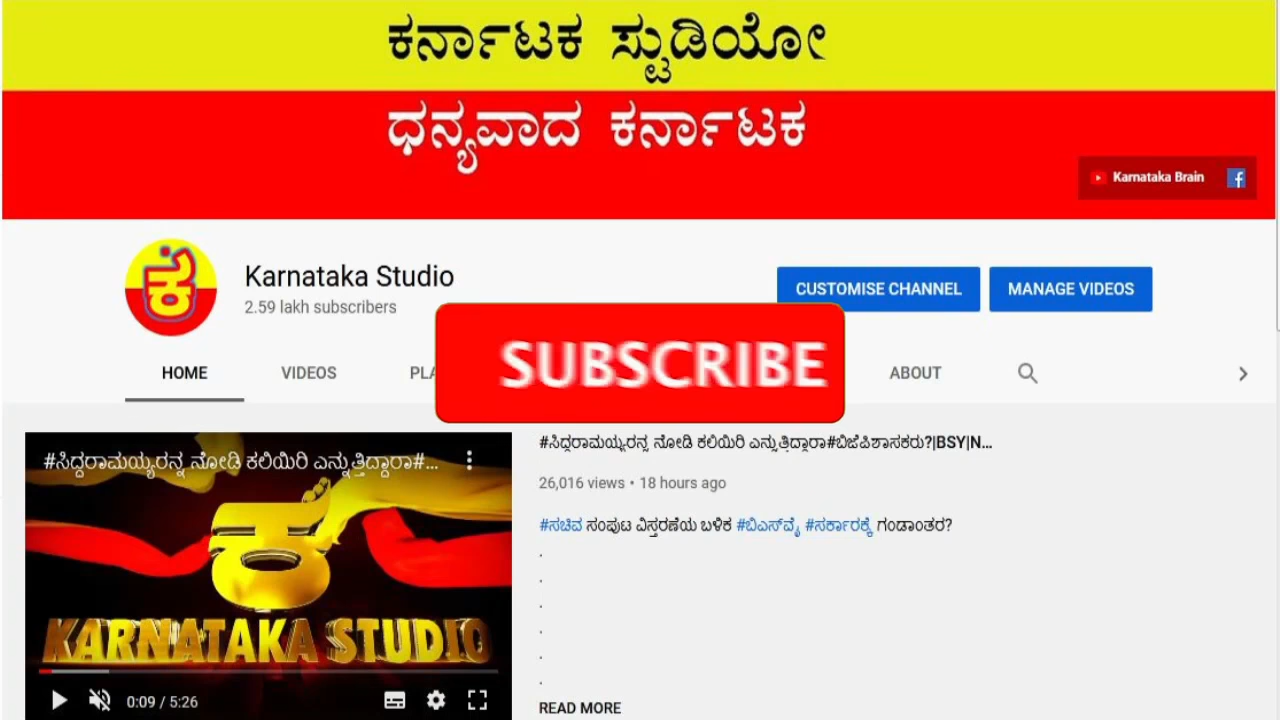 ಕರ್ನಾಟಕ ಸ್ಟುಡಿಯೋ
ಧನ್ಯವಾದ ಕರ್ನಾಟಕ
Karnataka Brain
ಕ
Karnataka Studio
2.59 lakh subscribers
CUSTOMISE CHANNEL
MANAGE VIDEOS
SUBSCRIBE
HOME VIDEOS ABOUT
#ಸಿದ್ದರಾಮಯ್ಯರನ್ನ ನೋಡಿ ಕಲಿಯಿರಿ ಎನ್ನುತ್ತಿದ್ದಾರಾ#...
ಕ
KARNATAKA STUDIO
0:09 / 5:26
#ಸಿದ್ದರಾಮಯ್ಯರನ್ನ ನೋಡಿ ಕಲಿಯಿರಿ ಎನ್ನುತ್ತಿದ್ದಾರಾ#ಬಿಜೆಪಿಶಾಸಕರು?|BSY|N...
26,016 views • 18 hours ago
#ಸಚಿವ ಸಂಪುಟ ವಿಸ್ತರಣೆಯ ಬಳಿಕ #ಬಿಎಸ್‌ವೈ #ಸರ್ಕಾರಕ್ಕೆ ಗಂಡಾಂತರ?
.
.
.
.
.
.
READ MORE